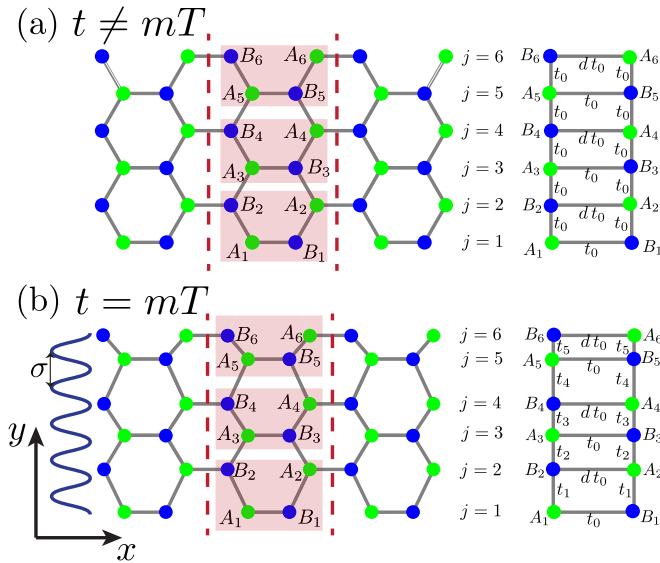 (a) t ≠ mT
B₆ A₆ j = 6 B₆ d t₀ A₆
t₀ t₀
A₅ B₅ j = 5 A₅ t₀ B₅
t₀ t₀
B₄ A₄ j = 4 B₄ d t₀ A₄
t₀ t₀
A₃ B₃ j = 3 A₃ t₀ B₃
t₀ t₀
B₂ A₂ j = 2 B₂ d t₀ A₂
t₀ t₀
A₁ B₁ j = 1 A₁ t₀ B₁
(b) t = mT
B₆ A₆ j = 6 B₆ d t₀ A₆
t₅ t₅
σ A₅ B₅ j = 5 A₅ t₀ B₅
t₄ t₄
B₄ A₄ j = 4 B₄ d t₀ A₄
t₃ t₃
y A₃ B₃ j = 3 A₃ t₀ B₃
t₂ t₂
B₂ A₂ j = 2 B₂ d t₀ A₂
t₁ t₁
A₁ B₁ j = 1 A₁ t₀ B₁
x